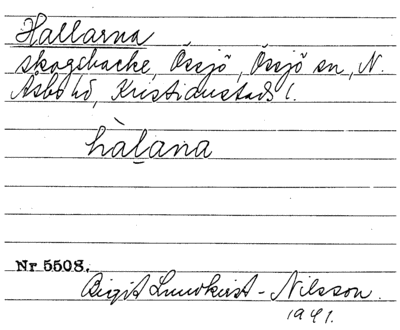 Hallarna
skogsbacke, Össjö, Össjö sn, N.
Åsbo hd, Kristianstads l.
hàlana
Nr 5508.
Birgit Lundkvist-Nilsson.
1941.